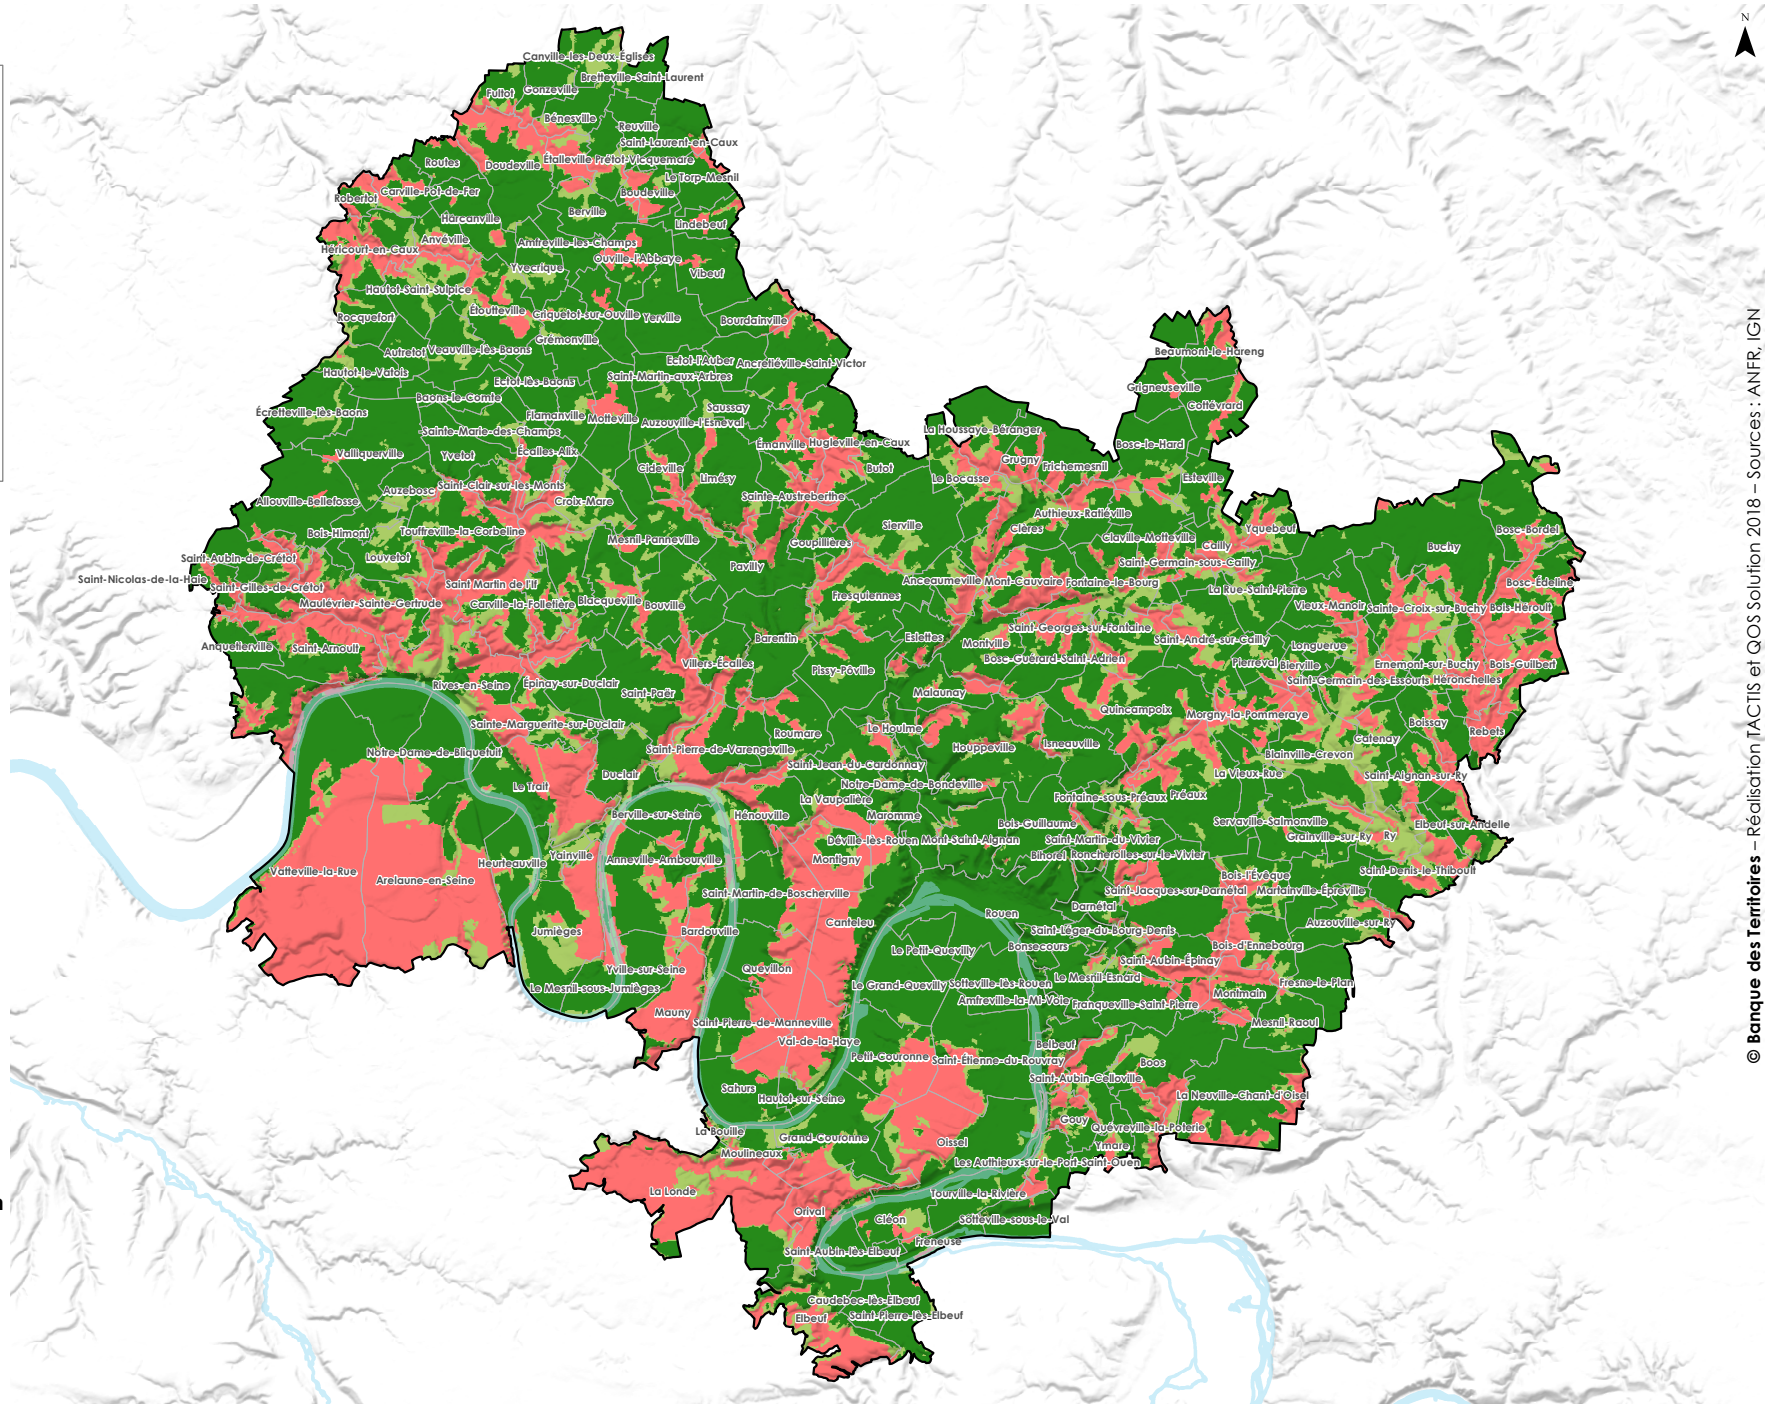 N
Canville-les-Deux-Églises
Bretteville-Saint-Laurent
Fultot
Gonzeville
Bénesville
Reuville
Saint-Laurent-en-Caux
Routes
Doudeville
Étalleville
Prétot-Vicquemare
Le Torp-Mesnil
Robertot
Carville-Pot-de-Fer
Boudeville
Harcanville
Berville
Lindebeuf
Anvéville
Héricourt-en-Caux
Amfreville-les-Champs
Ouville-l'Abbaye
Yvecrique
Vibeuf
Hautot-Saint-Sulpice
Rocquefort
Étoutteville
Criquetot-sur-Ouville
Yerville
Bourdainville
Grémonville
Autretot
Veauville-lès-Baons
Ectot-l'Auber
Ancretiéville-Saint-Victor
Beaumont-le-Hareng
Hautot-le-Vatois
Ectot-lès-Baons
Saint-Martin-aux-Arbres
Grigneuseville
Baons-le-Comte
Cottévrard
Écretteville-lès-Baons
Flamanville
Motteville
Saussay
Auzouville-l'Esneval
Sainte-Marie-des-Champs
La Houssaye-Béranger
Émanville
Hugleville-en-Caux
Bosc-le-Hard
Valliquerville
Yvetot
Écalles-Alix
Cideville
Limésy
Butot
Grugny
Frichemesnil
Le Bocasse
Esteville
Auzebosc
Saint-Clair-sur-les-Monts
Croix-Mare
Sainte-Austreberthe
Allouville-Bellefosse
Authieux-Ratiéville
Bois-Himont
Touffreville-la-Corbeline
Mesnil-Panneville
Sierville
Clères
Claville-Motteville
Yquebeuf
Bosc-Bordel
Goupillières
Cailly
Buchy
Saint-Aubin-de-Crétot
Louvetot
Pavilly
Saint-Germain-sous-Cailly
Saint-Nicolas-de-la-Haie
Saint-Gilles-de-Crétot
Saint Martin de l'If
Anceaumeville
Mont-Cauvaire
Fontaine-le-Bourg
La Rue-Saint-Pierre
Bosc-Édeline
Maulévrier-Sainte-Gertrude
Carville-la-Folletière
Blacqueville
Bouville
Fresquiennes
Vieux-Manoir
Sainte-Croix-sur-Buchy
Bois-Héroult
Anquetierville
Saint-Arnoult
Barentin
Eslettes
Montville
Saint-Georges-sur-Fontaine
Saint-André-sur-Cailly
Longuerue
Villers-Écalles
Pissy-Pôville
Bosc-Guérard-Saint-Adrien
Pierreval
Bierville
Ernemont-sur-Buchy
Bois-Guilbert
Rives-en-Seine
Épinay-sur-Duclair
Saint-Paër
Malaunay
Saint-Germain-des-Essourts
Héronchelles
Sainte-Marguerite-sur-Duclair
Quincampoix
Morgny-la-Pommeraye
Boissay
Roumare
Le Houlme
Houppeville
Isneauville
Catenay
Rebets
Notre-Dame-de-Bliquetuit
Saint-Pierre-de-Varengeville
Saint-Jean-du-Cardonnay
Blainville-Crevon
Le Trait
Duclair
Notre-Dame-de-Bondeville
La Vieux-Rue
Saint-Aignan-sur-Ry
La Vaupalière
Fontaine-sous-Préaux
Préaux
Berville-sur-Seine
Hénouville
Maromme
Bois-Guillaume
Servaville-Salmonville
Elbeuf-sur-Andelle
Déville-lès-Rouen
Mont-Saint-Aignan
Saint-Martin-du-Vivier
Grainville-sur-Ry
Ry
Heurteauville
Yainville
Anneville-Ambourville
Montigny
Bihorel
Roncherolles-sur-le-Vivier
Vatteville-la-Rue
Arelaune-en-Seine
Bois-l'Évêque
Saint-Denis-le-Thiboult
Saint-Martin-de-Boscherville
Saint-Jacques-sur-Darnétal
Martainville-Épreville
Darnétal
Jumièges
Bardouville
Canteleu
Rouen
Auzouville-sur-Ry
Saint-Léger-du-Bourg-Denis
Le Petit-Quevilly
Bonsecours
Bois-d'Ennebourg
Yville-sur-Seine
Quevillon
Saint-Aubin-Épinay
Le Mesnil-sous-Jumièges
Le Grand-Quevilly
Sotteville-lès-Rouen
Le Mesnil-Esnard
Fresne-le-Plan
Amfreville-la-Mi-Voie
Franqueville-Saint-Pierre
Montmain
Mauny
Saint-Pierre-de-Manneville
Mesnil-Raoul
Val-de-la-Haye
Belbeuf
Petit-Couronne
Saint-Étienne-du-Rouvray
Boos
Saint-Aubin-Celloville
Sahurs
Hautot-sur-Seine
La Neuville-Chant-d'Oisel
Gouy
Quévreville-la-Poterie
La Bouille
Grand-Couronne
Oissel
Ymare
Moulineaux
Les Authieux-sur-le-Port-Saint-Ouen
La Londe
Tourville-la-Rivière
Orival
Cléon
Sotteville-sous-le-Val
Freneuse
Saint-Aubin-lès-Elbeuf
Caudebec-lès-Elbeuf
Elbeuf
Saint-Pierre-lès-Elbeuf
© Banque des Territoires – Réalisation TACTIS et QOS Solution 2018 – Sources : ANFR, IGN